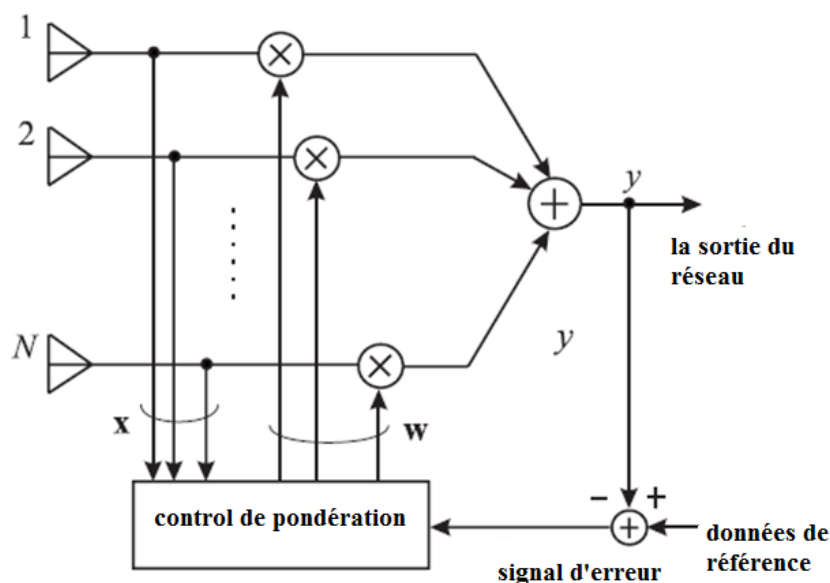 1
2
N
x
w
y
la sortie du
réseau
y
control de pondération
− +
données de
référence
signal d'erreur